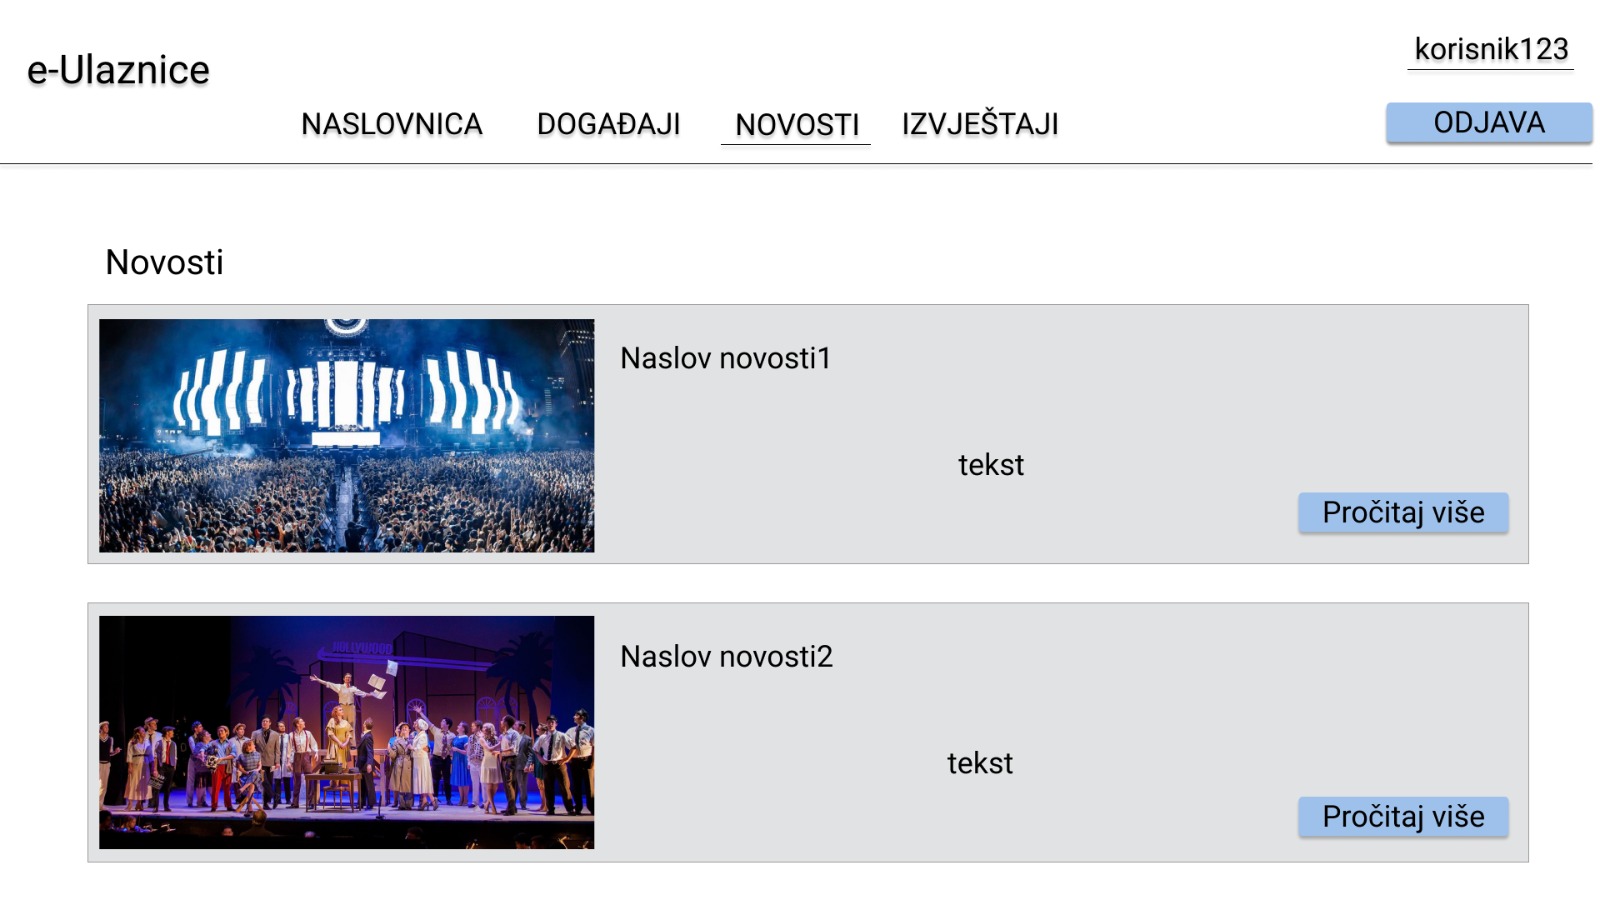 korisnik123
e-Ulaznice
NASLOVNICA DOGAĐAJI NOVOSTI IZVJEŠTAJI ODJAVA
Novosti
Naslov novosti1
tekst
Pročitaj više
HOLLYWOOD
Naslov novosti2
tekst
Pročitaj više